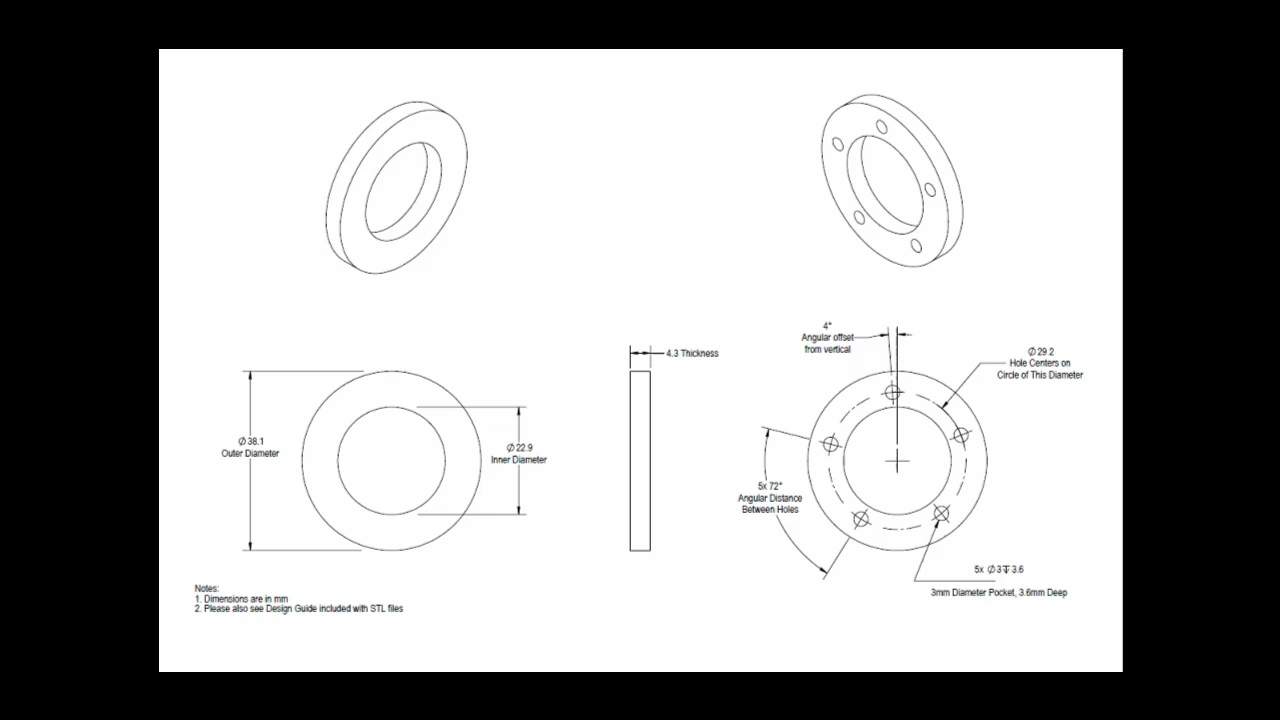 4°
Angular offset
from vertical
4.3 Thickness
∅29.2
Hole Centers on
Circle of This Diameter
∅38.1
Outer Diameter
∅22.9
Inner Diameter
5x 72°
Angular Distance
Between Holes
5x ∅3↧3.6
3mm Diameter Pocket, 3.6mm Deep
Notes:
1. Dimensions are in mm
2. Please also see Design Guide included with STL files